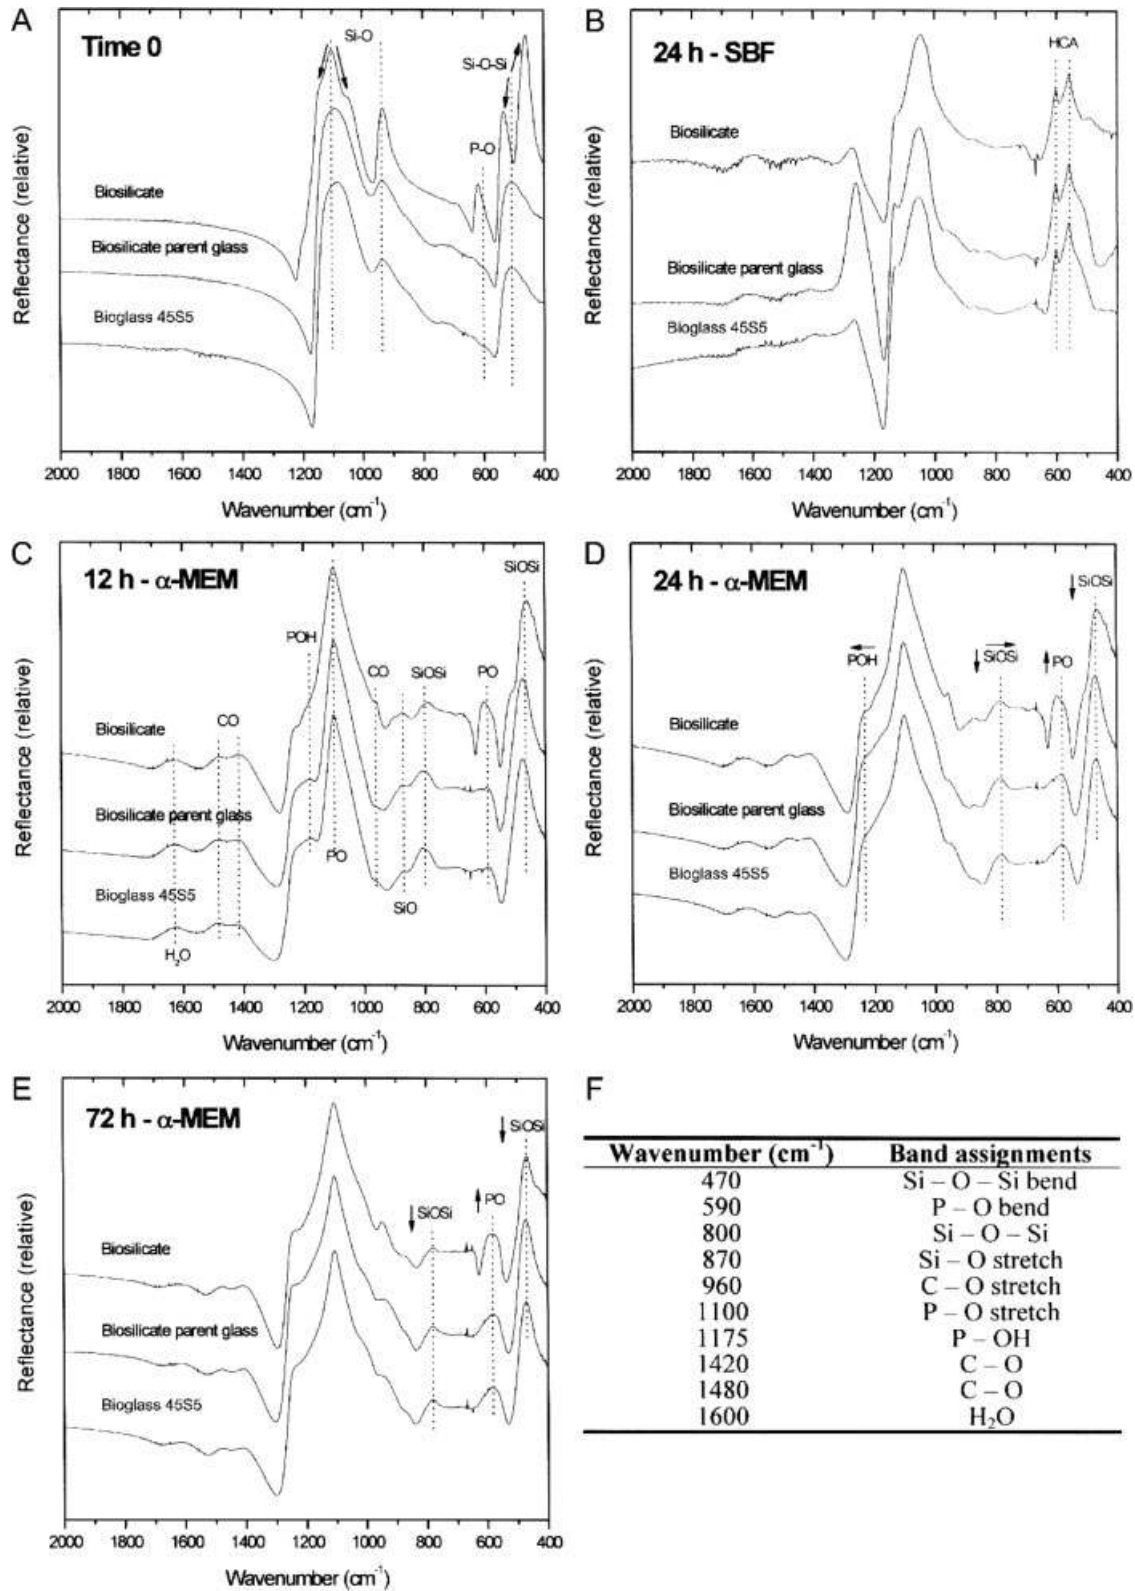 A
Time 0
Si-O
Si-O-Si
P-O
Biosilicate
Biosilicate parent glass
Bioglass 45S5
Reflectance (relative)
2000 1800 1600 1400 1200 1000 800 600 400
Wavenumber (cm⁻¹)
B
24 h - SBF
HCA
Biosilicate
Biosilicate parent glass
Bioglass 45S5
Reflectance (relative)
2000 1800 1600 1400 1200 1000 800 600 400
Wavenumber (cm⁻¹)
C
12 h - α-MEM
SiOSi
POH
CO
SiOSi
PO
CO
Biosilicate
Biosilicate parent glass
PO
Bioglass 45S5
SiO
H₂O
Reflectance (relative)
2000 1800 1600 1400 1200 1000 800 600 400
Wavenumber (cm⁻¹)
D
24 h - α-MEM
SiOSi
POH
SiOSi
PO
Biosilicate
Biosilicate parent glass
Bioglass 45S5
Reflectance (relative)
2000 1800 1600 1400 1200 1000 800 600 400
Wavenumber (cm⁻¹)
E
72 h - α-MEM
SiOSi
SiOSi
PO
Biosilicate
Biosilicate parent glass
Bioglass 45S5
Reflectance (relative)
2000 1800 1600 1400 1200 1000 800 600 400
Wavenumber (cm⁻¹)
F
Wavenumber (cm⁻¹) Band assignments
470 Si – O – Si bend
590 P – O bend
800 Si – O – Si
870 Si – O stretch
960 C – O stretch
1100 P – O stretch
1175 P – OH
1420 C – O
1480 C – O
1600 H₂O